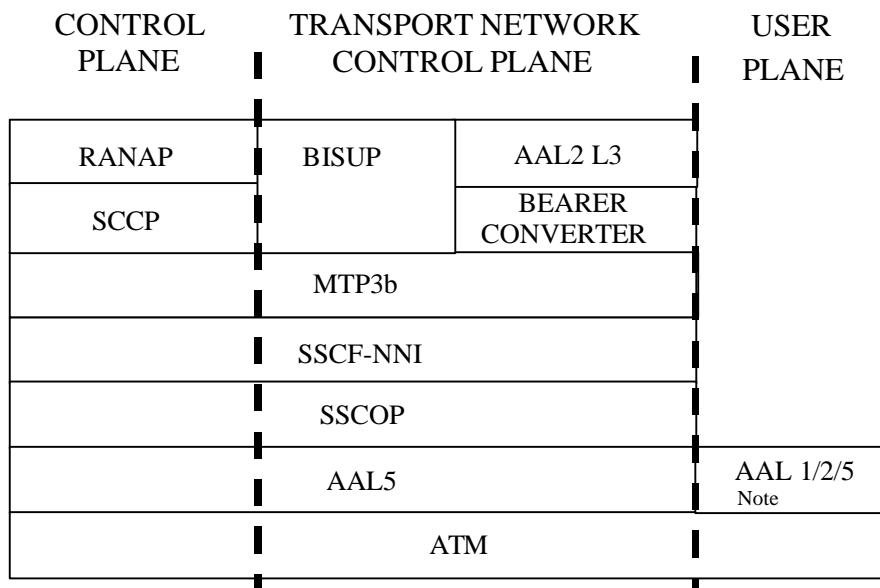 CONTROL
PLANE
TRANSPORT NETWORK
CONTROL PLANE
USER
PLANE
RANAP
BISUP
AAL2 L3
SCCP
BEARER
CONVERTER
MTP3b
SSCF-NNI
SSCOP
AAL5
AAL 1/2/5
Note
ATM